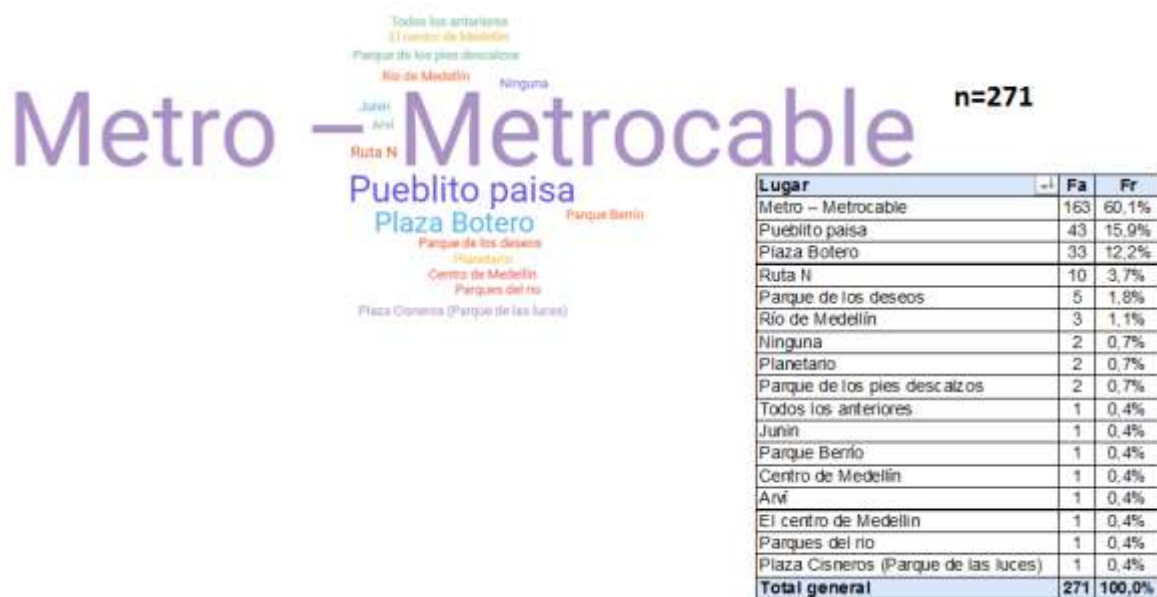 Todos los anteriores
El centro de Medellin
Parque de los pies descalzos
Río de Medellín
Ninguna
Metro – Metrocable
Junin
Arví
Ruta N
n=271
Pueblito paisa
Plaza Botero
Parque Berrío
Parque de los deseos
Planetario
Centro de Medellín
Parques del rio
Plaza Cisneros (Parque de las luces)
Lugar Fa Fr
Metro – Metrocable 163 60,1%
Pueblito paisa 43 15,9%
Plaza Botero 33 12,2%
Ruta N 10 3,7%
Parque de los deseos 5 1,8%
Río de Medellín 3 1,1%
Ninguna 2 0,7%
Planetario 2 0,7%
Parque de los pies descalzos 2 0,7%
Todos los anteriores 1 0,4%
Junin 1 0,4%
Parque Berrío 1 0,4%
Centro de Medellín 1 0,4%
Arví 1 0,4%
El centro de Medellin 1 0,4%
Parques del rio 1 0,4%
Plaza Cisneros (Parque de las luces) 1 0,4%
Total general 271 100,0%